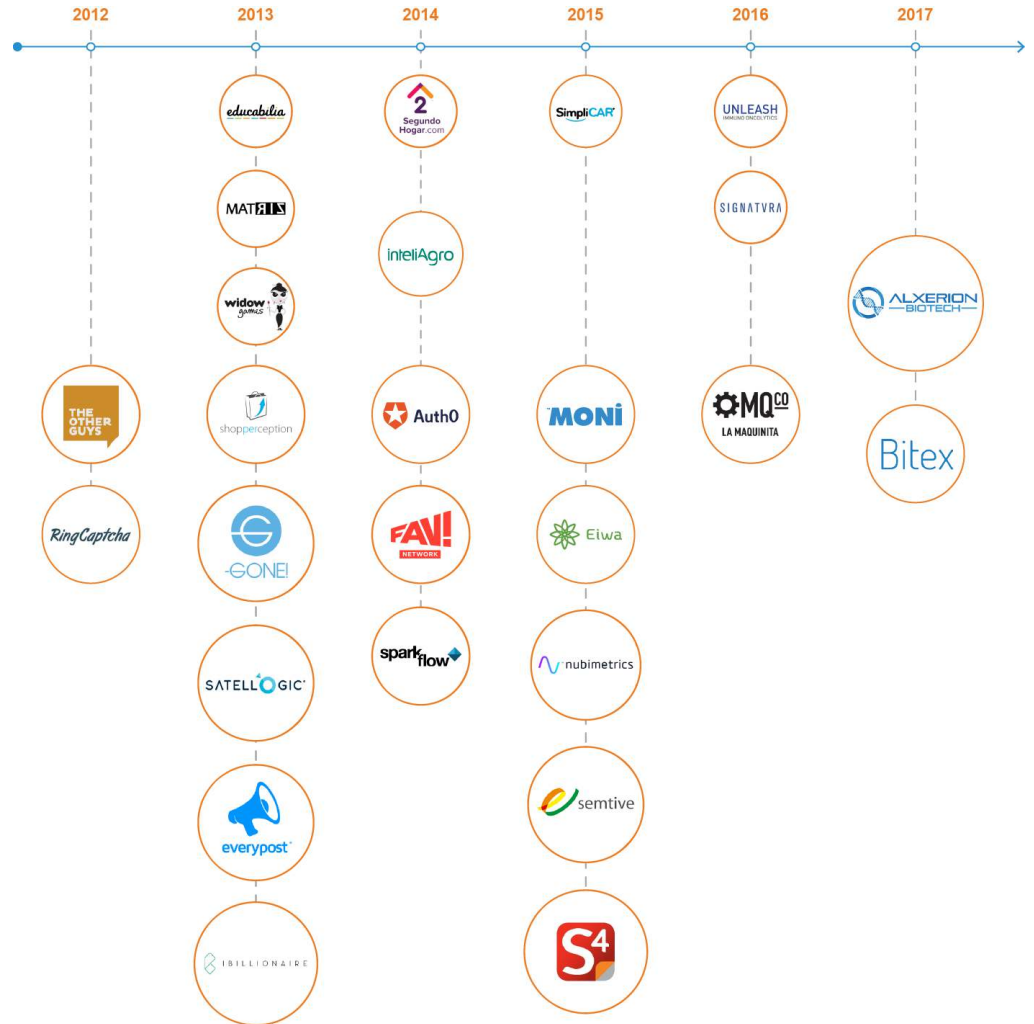 2012
2013
2014
2015
2016
2017
educabilia
2
Segundo
Hogar.com
SimpliCAR
UNLEASH
IMMUNO ONCOLYTICS
MATRIZ
SIGNATVRA
inteliAgro
widow
games
ALXERION
BIOTECH
THE
OTHER
GUYS
shopperception
Auth0
MONi
MQCO
LA MAQUINITA
Bitex
RingCaptcha
G
-GONE!
FAV!
NETWORK
Eiwa
spark
flow
nubimetrics
SATELLOGIC
semtive
everypost
S4
IBILLIONAIRE